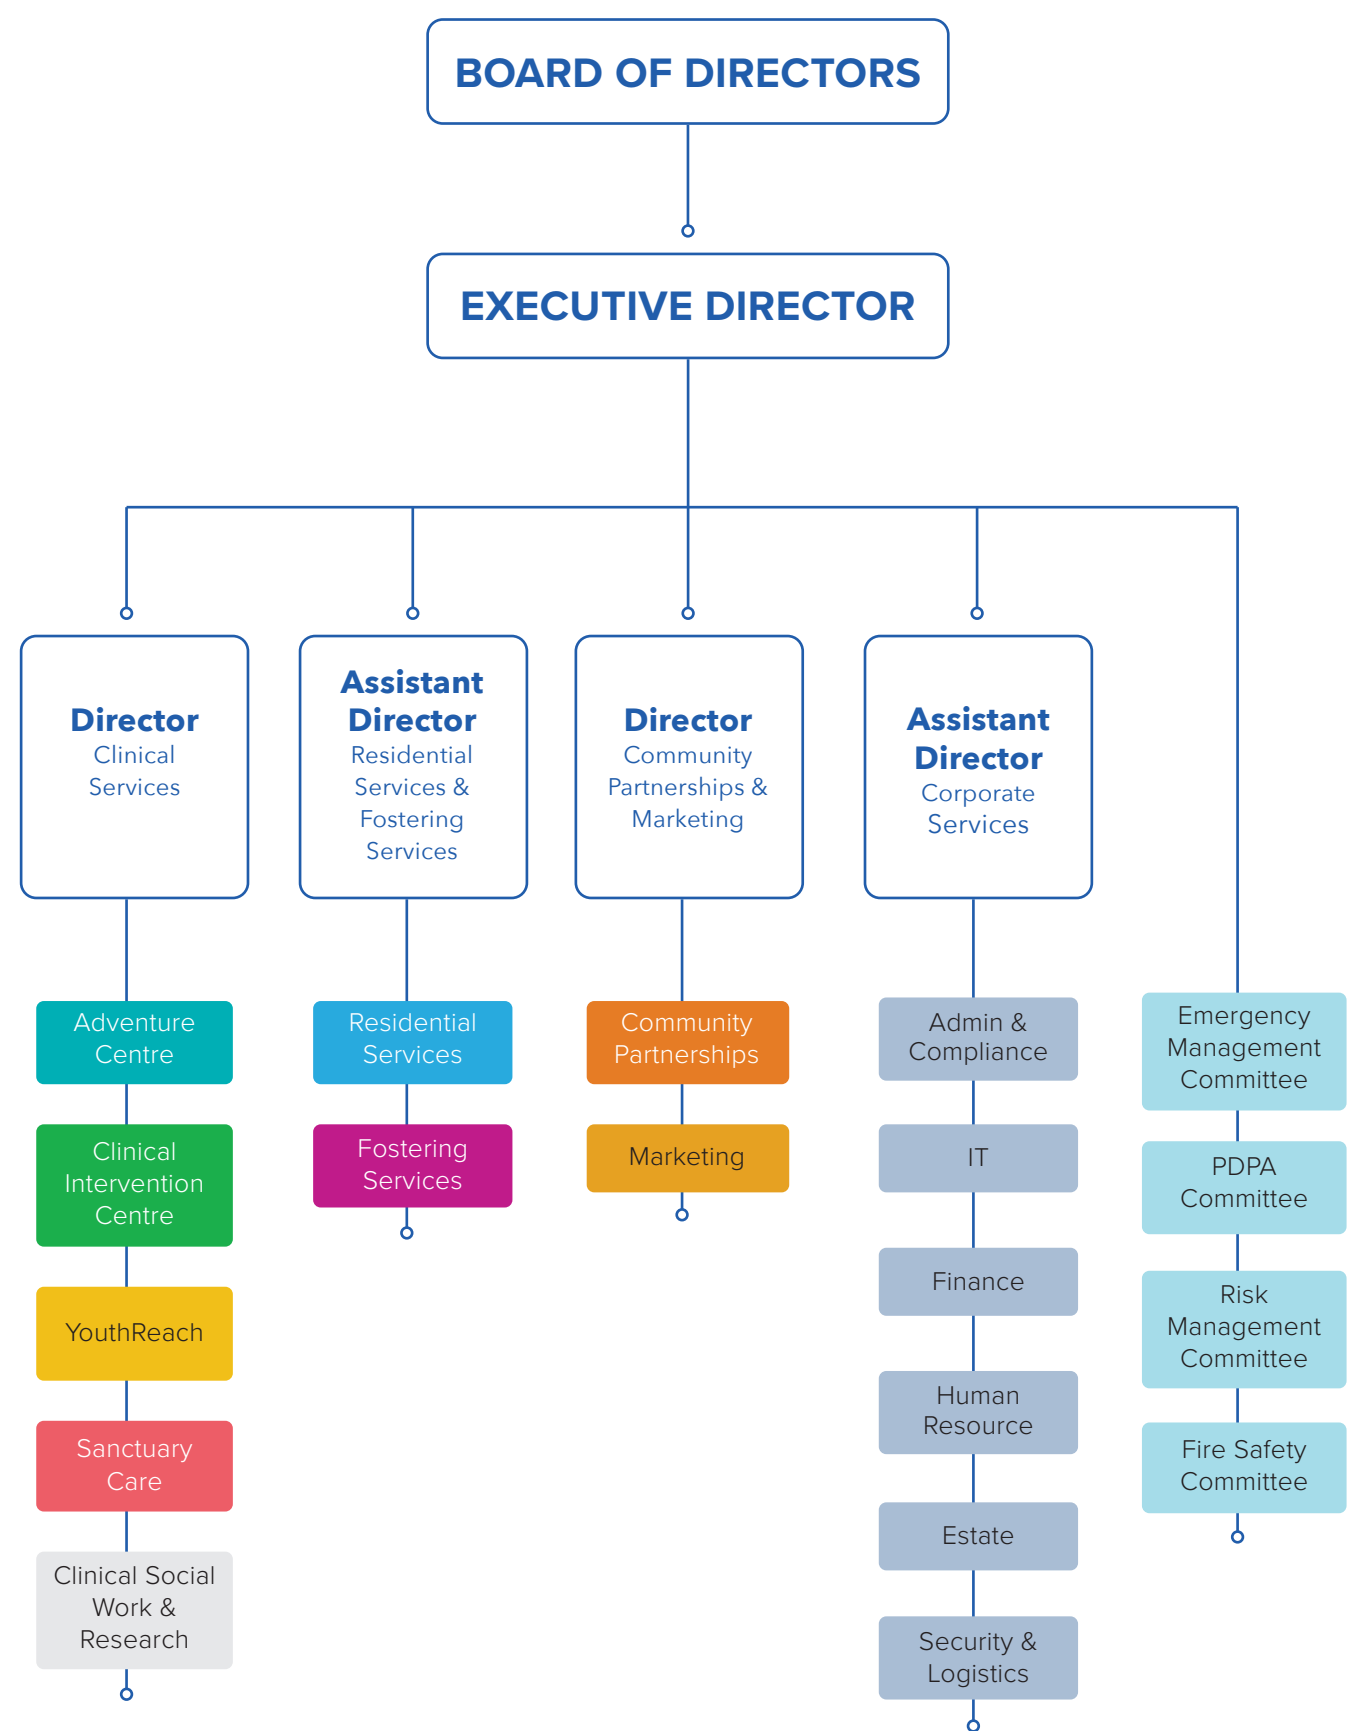 BOARD OF DIRECTORS
EXECUTIVE DIRECTOR
Director
Clinical
Services
Assistant
Director
Residential
Services &
Fostering
Services
Director
Community
Partnerships &
Marketing
Assistant
Director
Corporate
Services
Adventure
Centre
Clinical
Intervention
Centre
YouthReach
Sanctuary
Care
Clinical Social
Work &
Research
Residential
Services
Fostering
Services
Community
Partnerships
Marketing
Admin &
Compliance
IT
Finance
Human
Resource
Estate
Security &
Logistics
Emergency
Management
Committee
PDPA
Committee
Risk
Management
Committee
Fire Safety
Committee